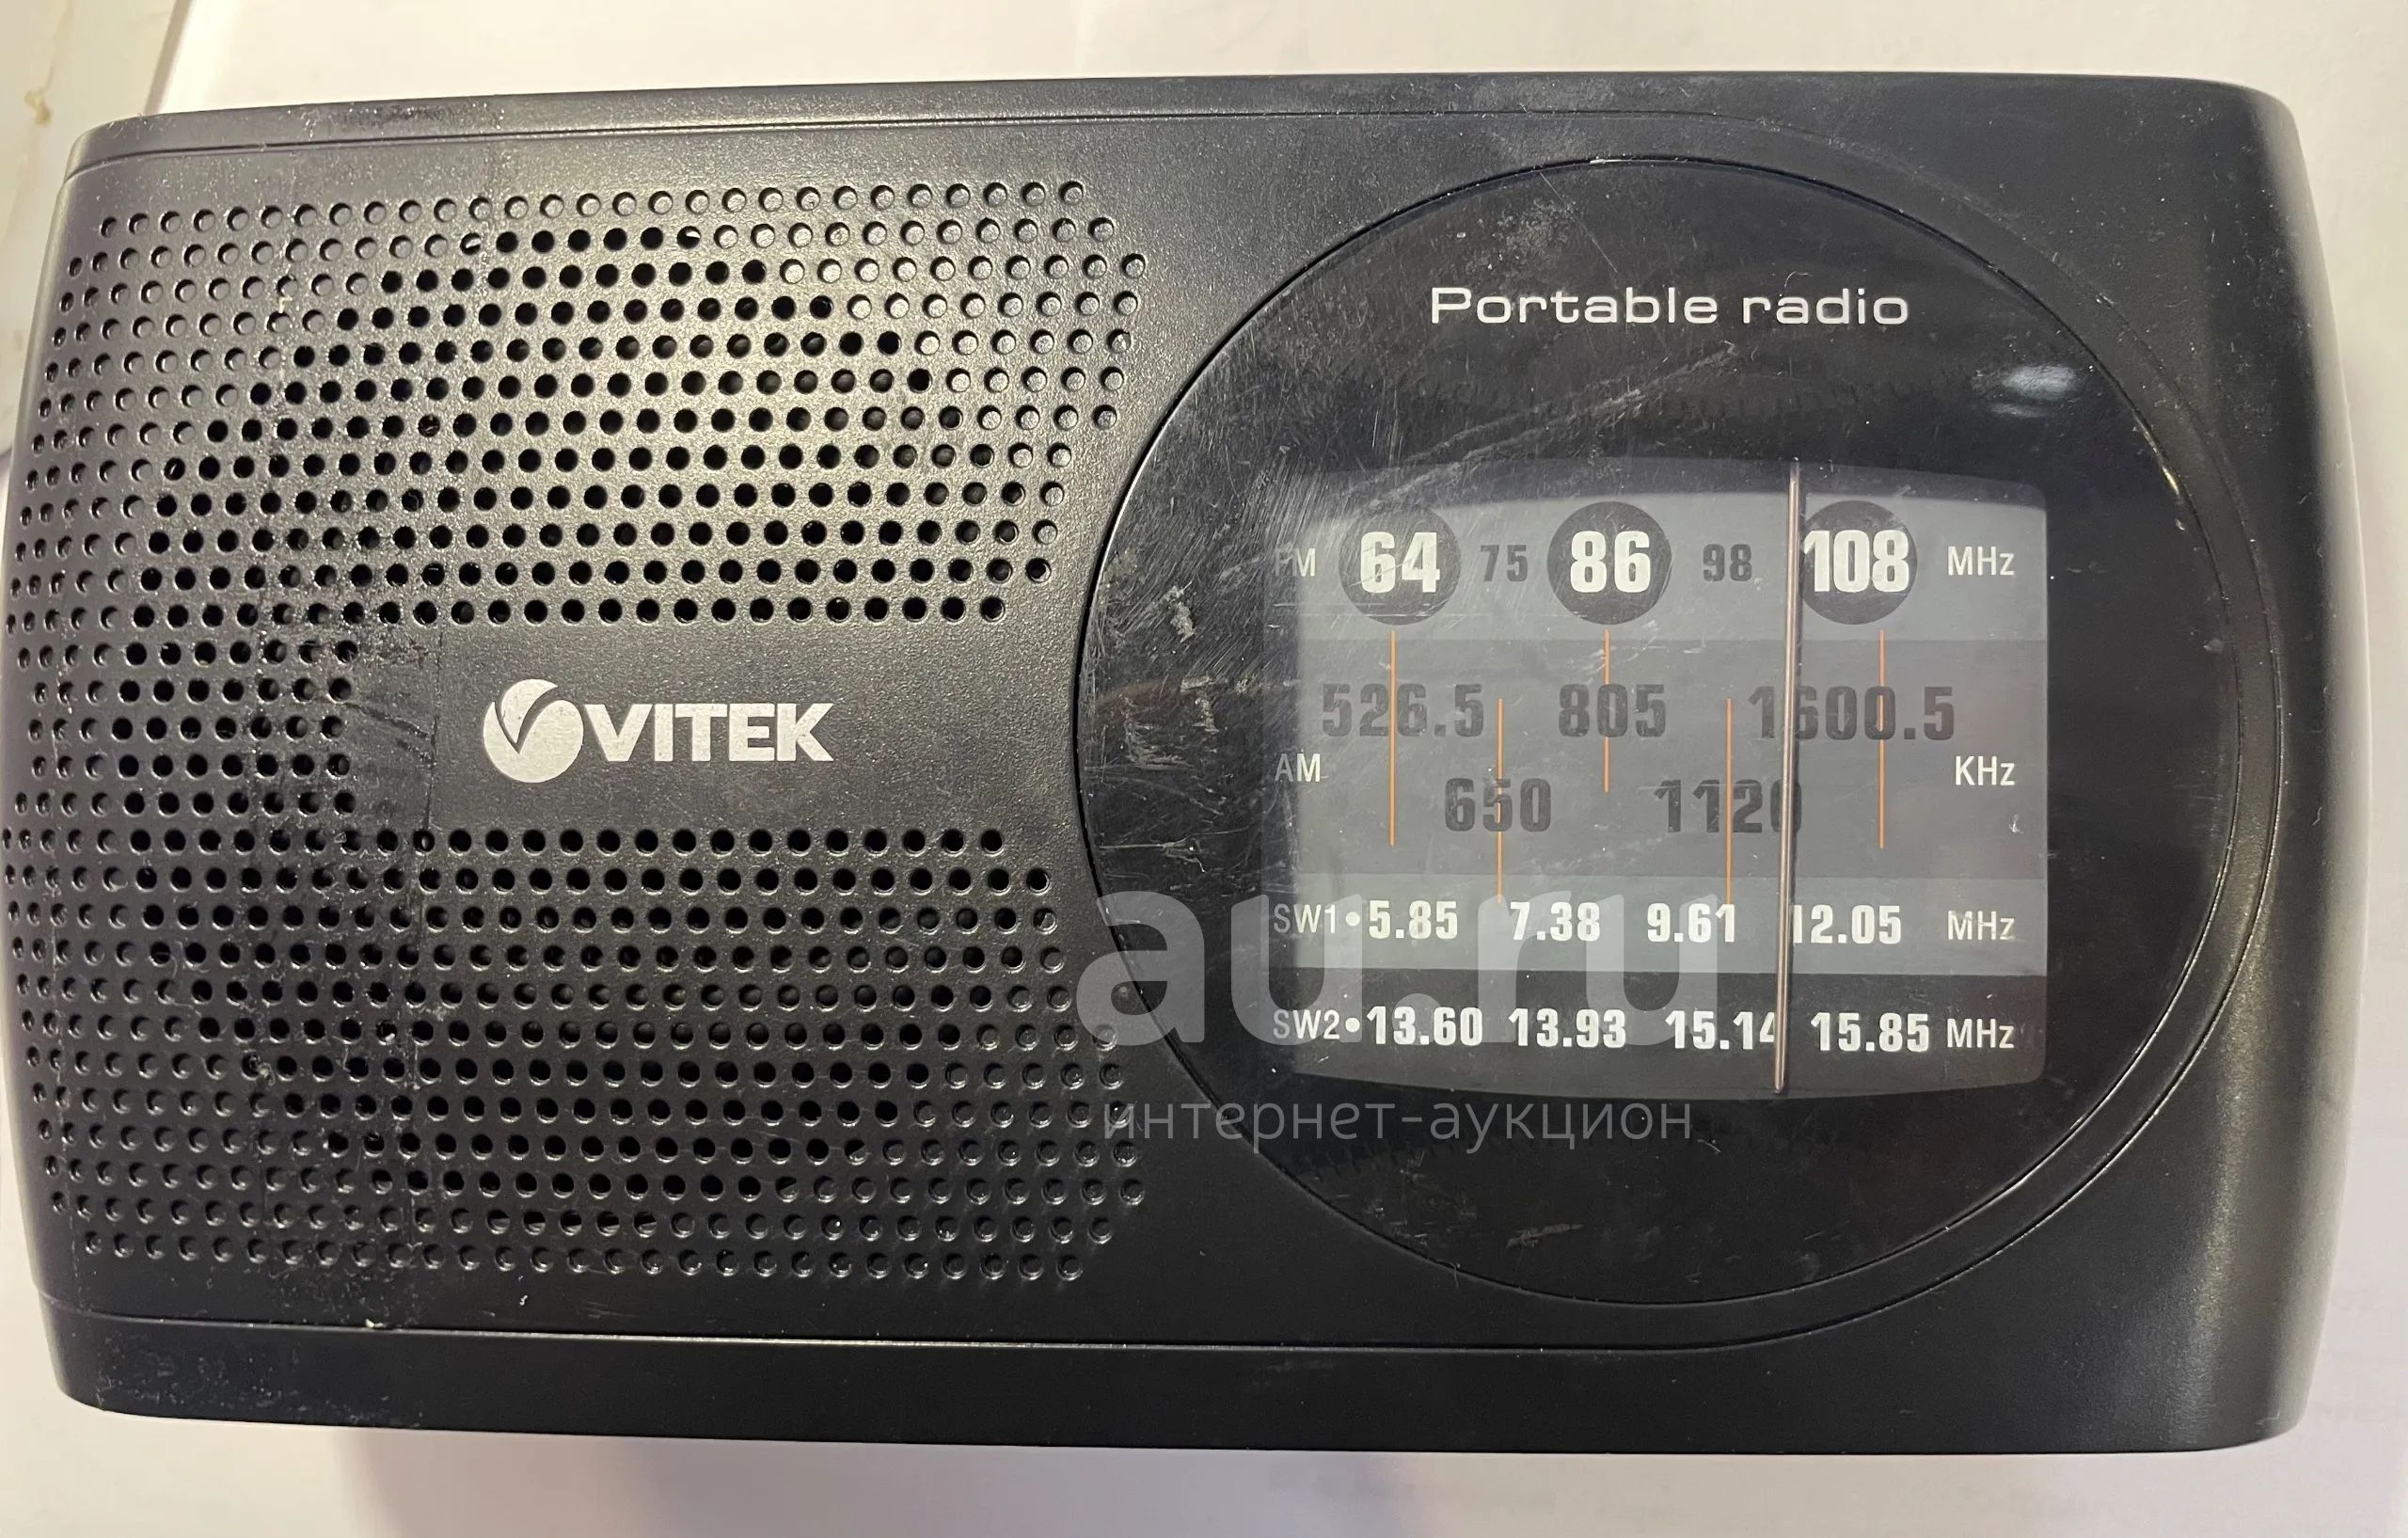 Portable radio
FM 64 75 86 98 108 MHz
526.5 805 1600.5
AM KHz
650 1120
SW1•5.85 7.38 9.61 12.05 MHz
SW2•13.60 13.93 15.14 15.85 MHz
VITEK
au.ru
интернет-аукцион